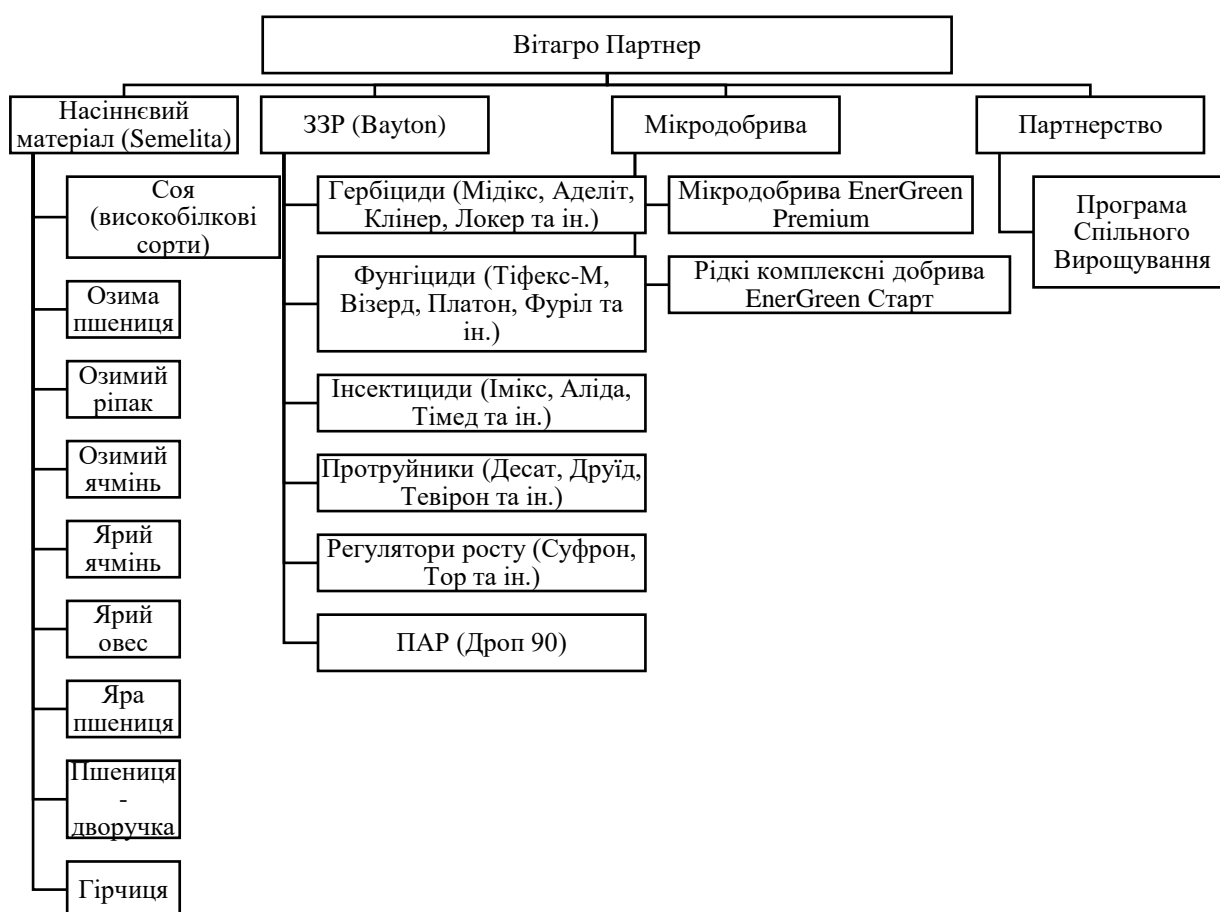 Вітагро Партнер
Насіннєвий
матеріал (Semelita)
Соя
(високобілкові
сорти)
Озима
пшениця
Озимий
ріпак
Озимий
ячмінь
Ярий
ячмінь
Ярий
овес
Яра
пшениця
Пшениця
-
дворучка
Гірчиця
ЗЗР (Bayton)
Гербіциди (Мідікс, Аделіт,
Клінер, Локер та ін.)
Фунгіциди (Тіфекс-М,
Візерд, Платон, Фуріл та
ін.)
Інсектициди (Імікс, Аліда,
Тімед та ін.)
Протруйники (Десат, Друїд,
Тевірон та ін.)
Регулятори росту (Суфрон,
Тор та ін.)
ПАР (Дроп 90)
Мікродобрива
Мікродобрива EnerGreen
Premium
Рідкі комплексні добрива
EnerGreen Старт
Партнерство
Програма
Спільного
Вирощування